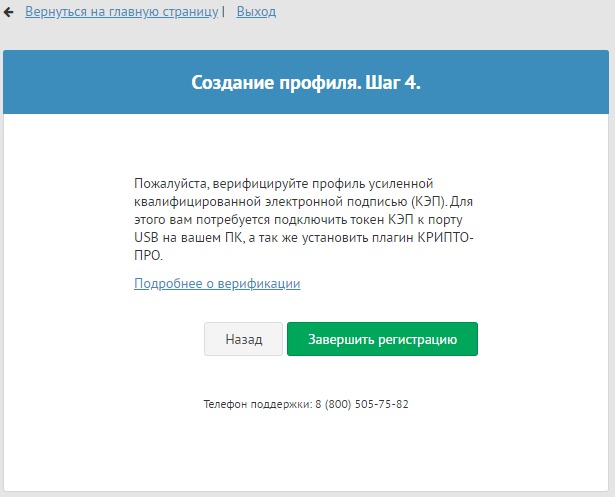 ← Вернуться на главную страницу | Выход
Создание профиля. Шаг 4.
Пожалуйста, верифицируйте профиль усиленной
квалифицированной электронной подписью (КЭП). Для
этого вам потребуется подключить токен КЭП к порту
USB на вашем ПК, а так же установить плагин КРИПТО-
ПРО.
Подробнее о верификации
Назад
Завершить регистрацию
Телефон поддержки: 8 (800) 505-75-82